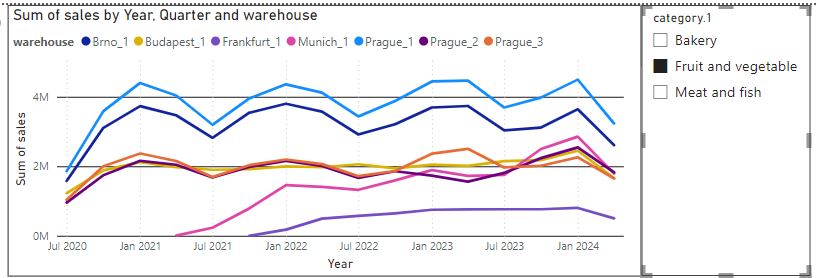 Sum of sales by Year, Quarter and warehouse
warehouse Brno_1 Budapest_1 Frankfurt_1 Munich_1 Prague_1 Prague_2 Prague_3
4M
2M
0M
Sum of sales
Jul 2020 Jan 2021 Jul 2021 Jan 2022 Jul 2022 Jan 2023 Jul 2023 Jan 2024
Year
category.1
Bakery
Fruit and vegetable
Meat and fish